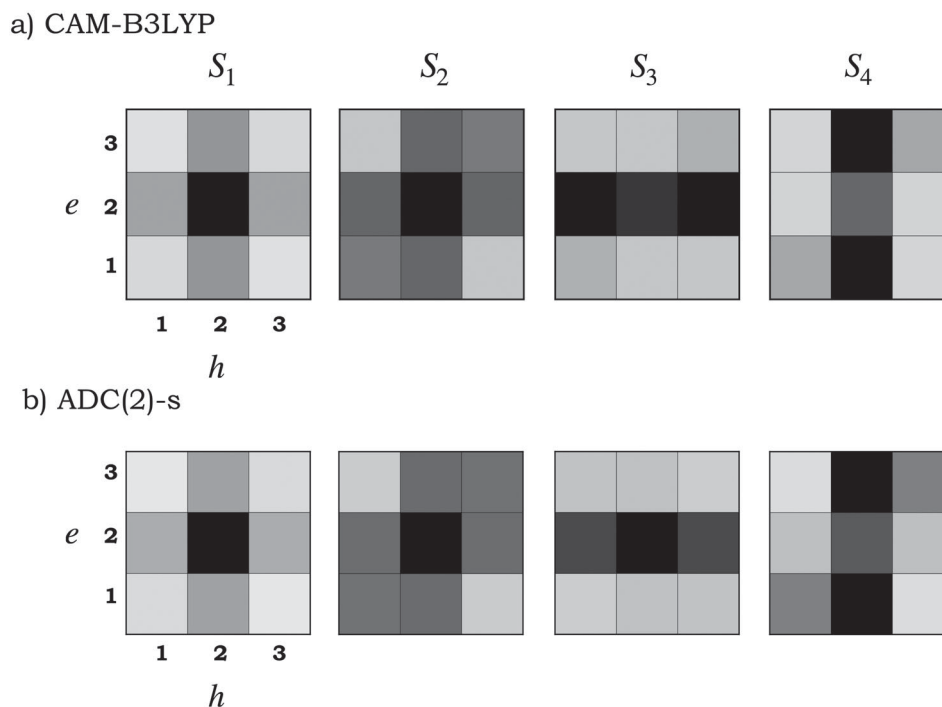 a) CAM-B3LYP
S1 S2 S3 S4
3
e 2
1
1 2 3
h
b) ADC(2)-s
3
e 2
1
1 2 3
h